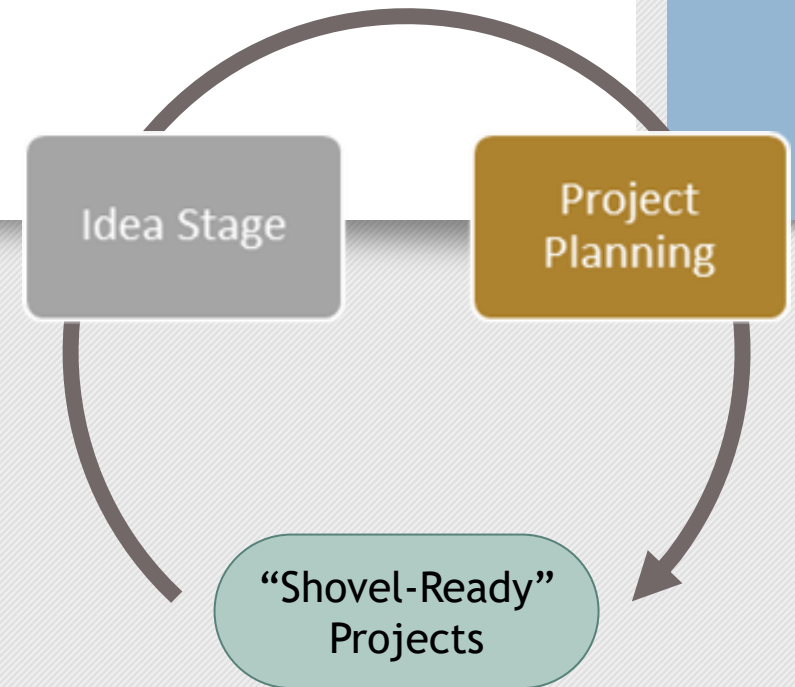 Idea Stage
Project
Planning
“Shovel-Ready”
Projects